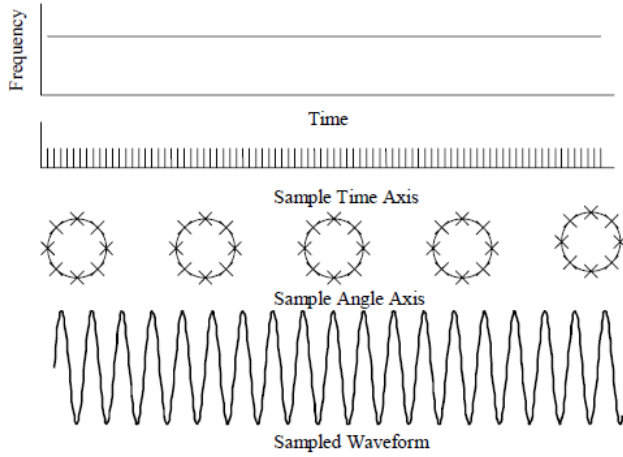 Frequency
Time
Sample Time Axis
Sample Angle Axis
Sampled Waveform